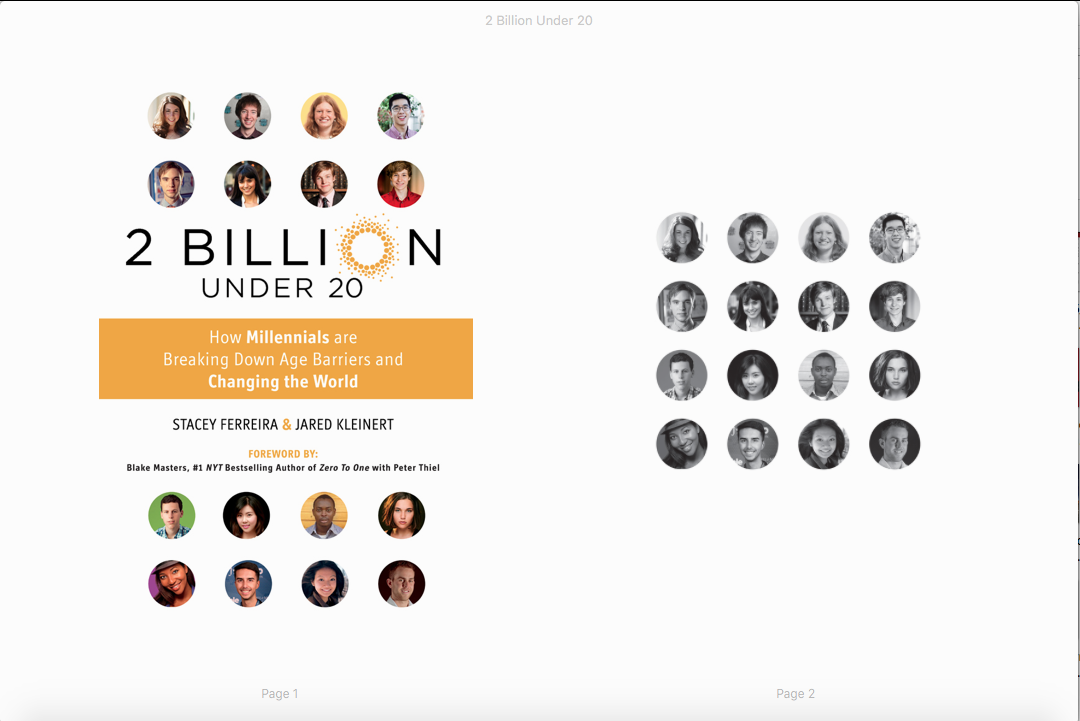 2 Billion Under 20
2 BILLION
UNDER 20
How Millennials are
Breaking Down Age Barriers and
Changing the World
STACEY FERREIRA & JARED KLEINERT
FOREWORD BY:
Blake Masters, #1 NYT Bestselling Author of Zero To One with Peter Thiel
Page 1
Page 2